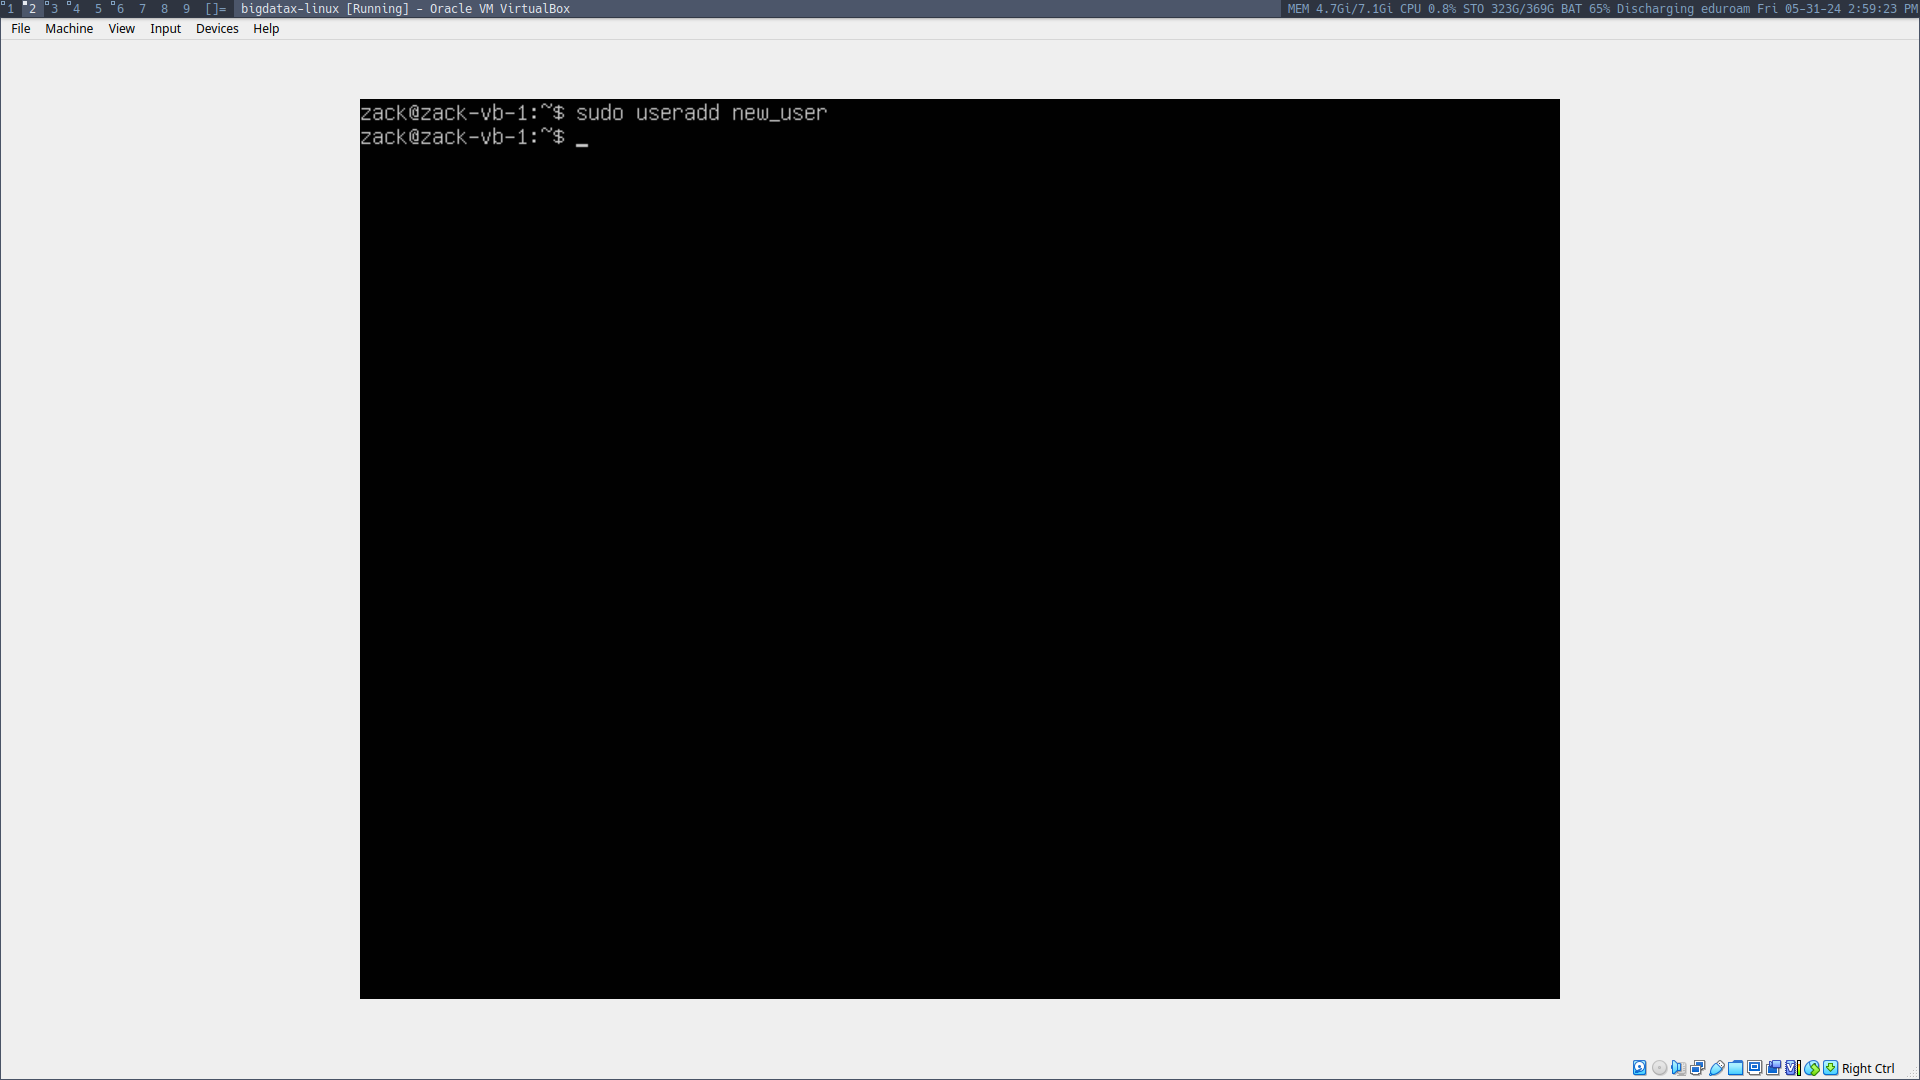 1 2 3 4 5 6 7 8 9 []= bigdatax-linux [Running] - Oracle VM VirtualBox MEM 4.7Gi/7.1Gi CPU 0.8% STO 323G/369G BAT 65% Discharging eduroam Fri 05-31-24 2:59:23 PM
File Machine View Input Devices Help
zack@zack-vb-1:~$ sudo useradd new_user
zack@zack-vb-1:~$ _
Right Ctrl